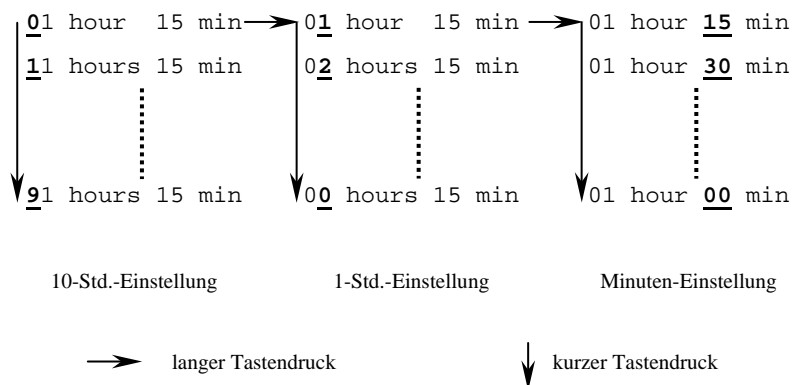 01 hour 15 min 01 hour 15 min 01 hour 15 min
11 hours 15 min 02 hours 15 min 01 hour 30 min
91 hours 15 min 00 hours 15 min 01 hour 00 min
10-Std.-Einstellung 1-Std.-Einstellung Minuten-Einstellung
langer Tastendruck kurzer Tastendruck